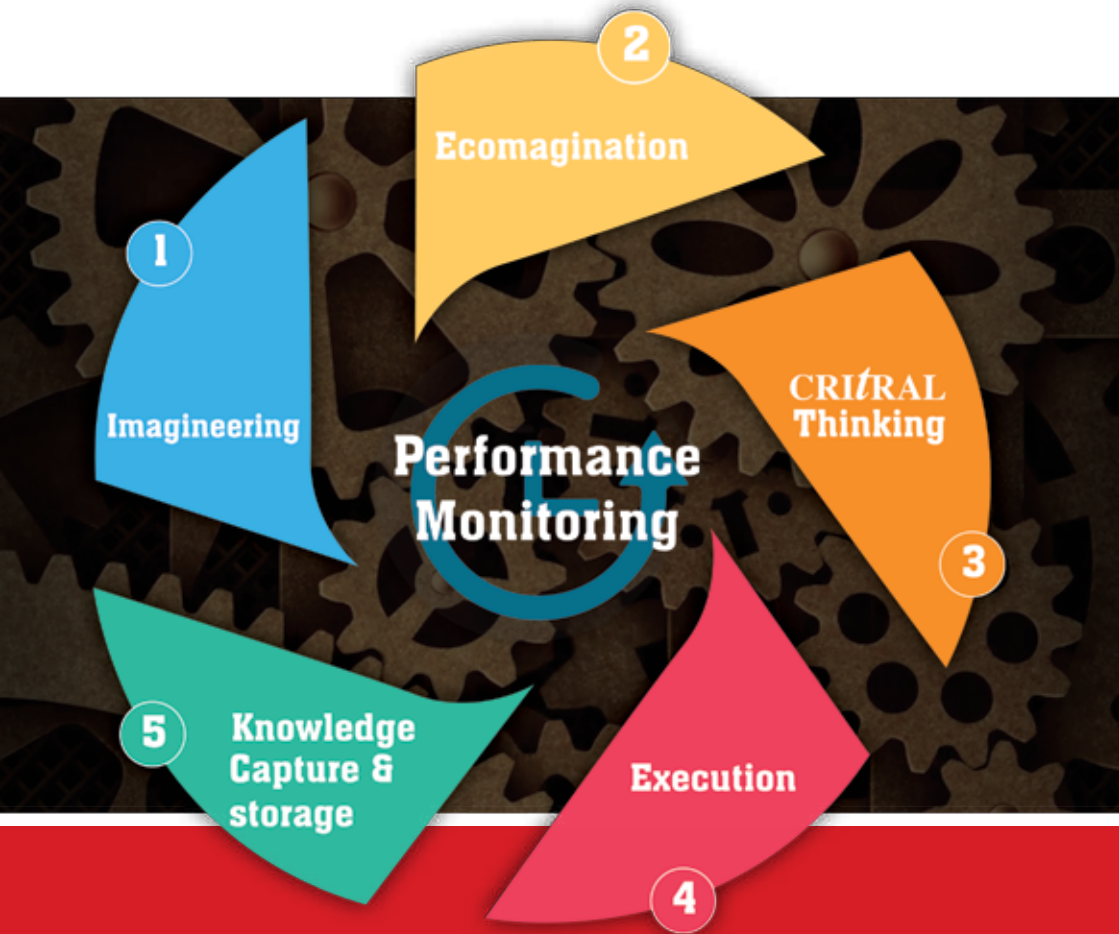 1
Imagineering
2
Ecomagination
CRItRAL
Thinking
3
Execution
4
5
Knowledge
Capture &
storage
Performance
Monitoring